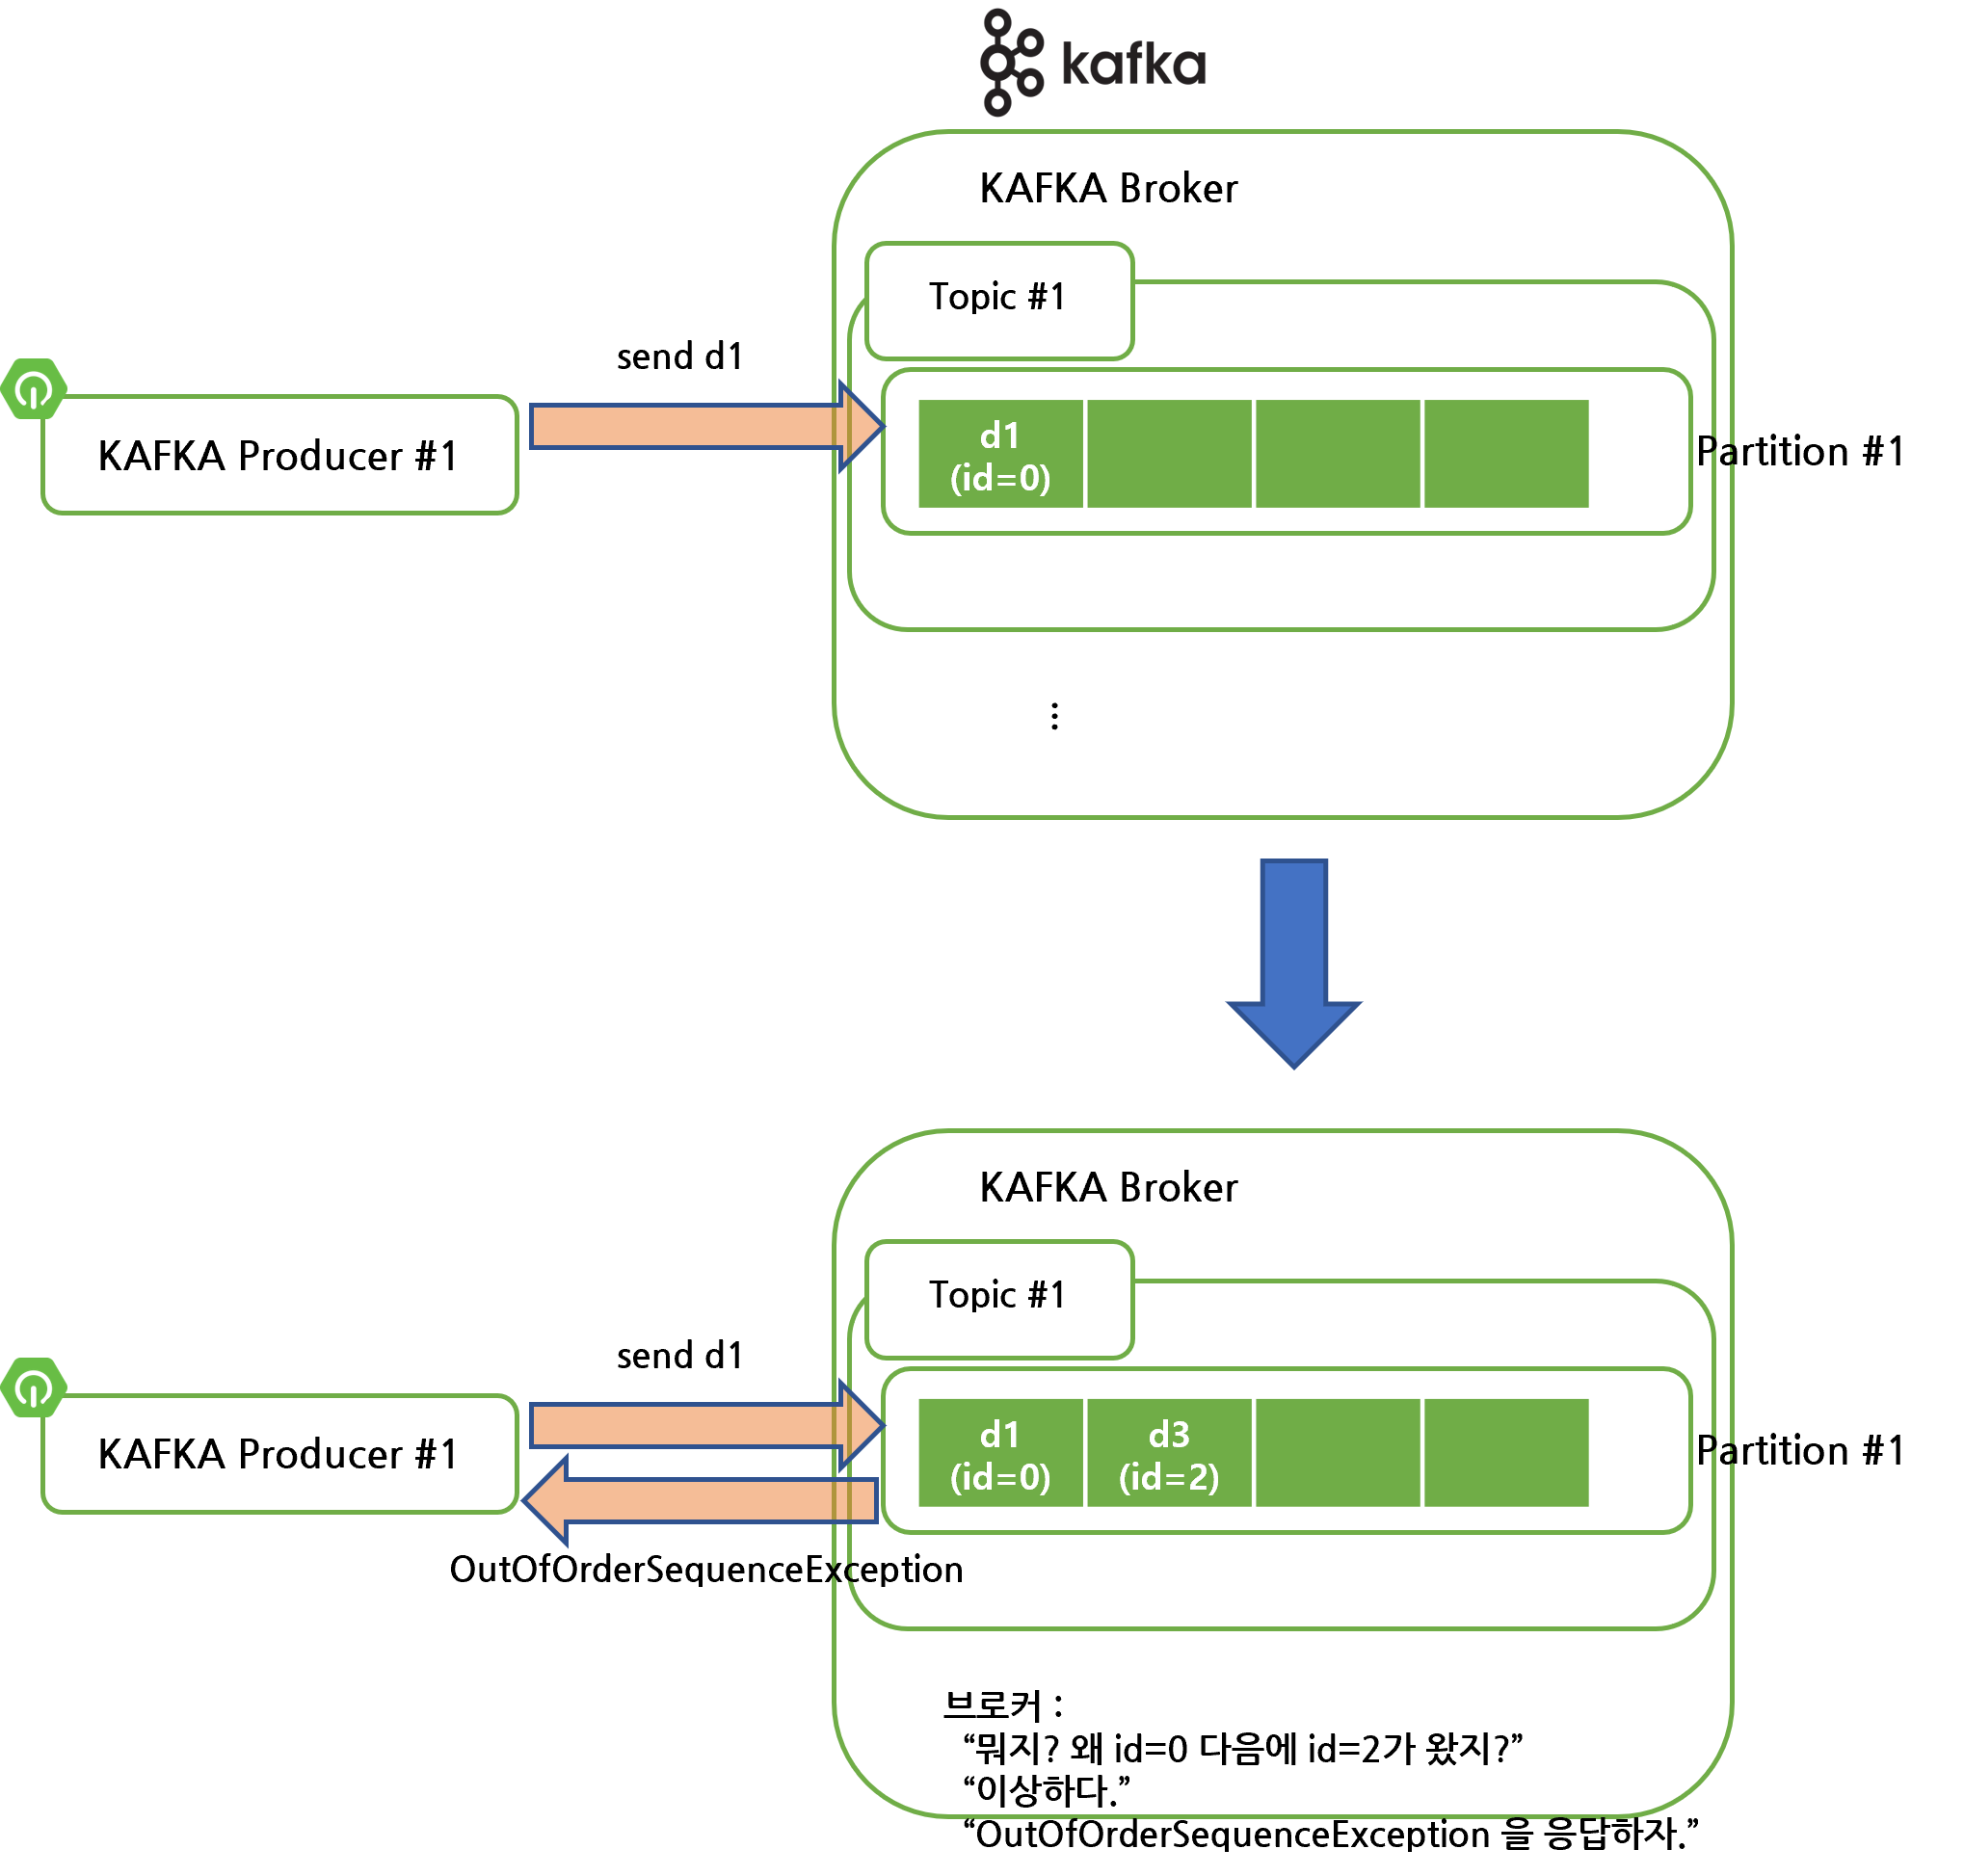 kafka
KAFKA Broker
Topic #1
send d1
KAFKA Producer #1
d1
(id=0)
Partition #1
⋮
KAFKA Broker
Topic #1
send d1
KAFKA Producer #1
d1
(id=0)
d3
(id=2)
Partition #1
OutOfOrderSequenceException
브로커 :
“뭐지? 왜 id=0 다음에 id=2가 왔지?”
“이상하다.”
“OutOfOrderSequenceException 을 응답하자.”